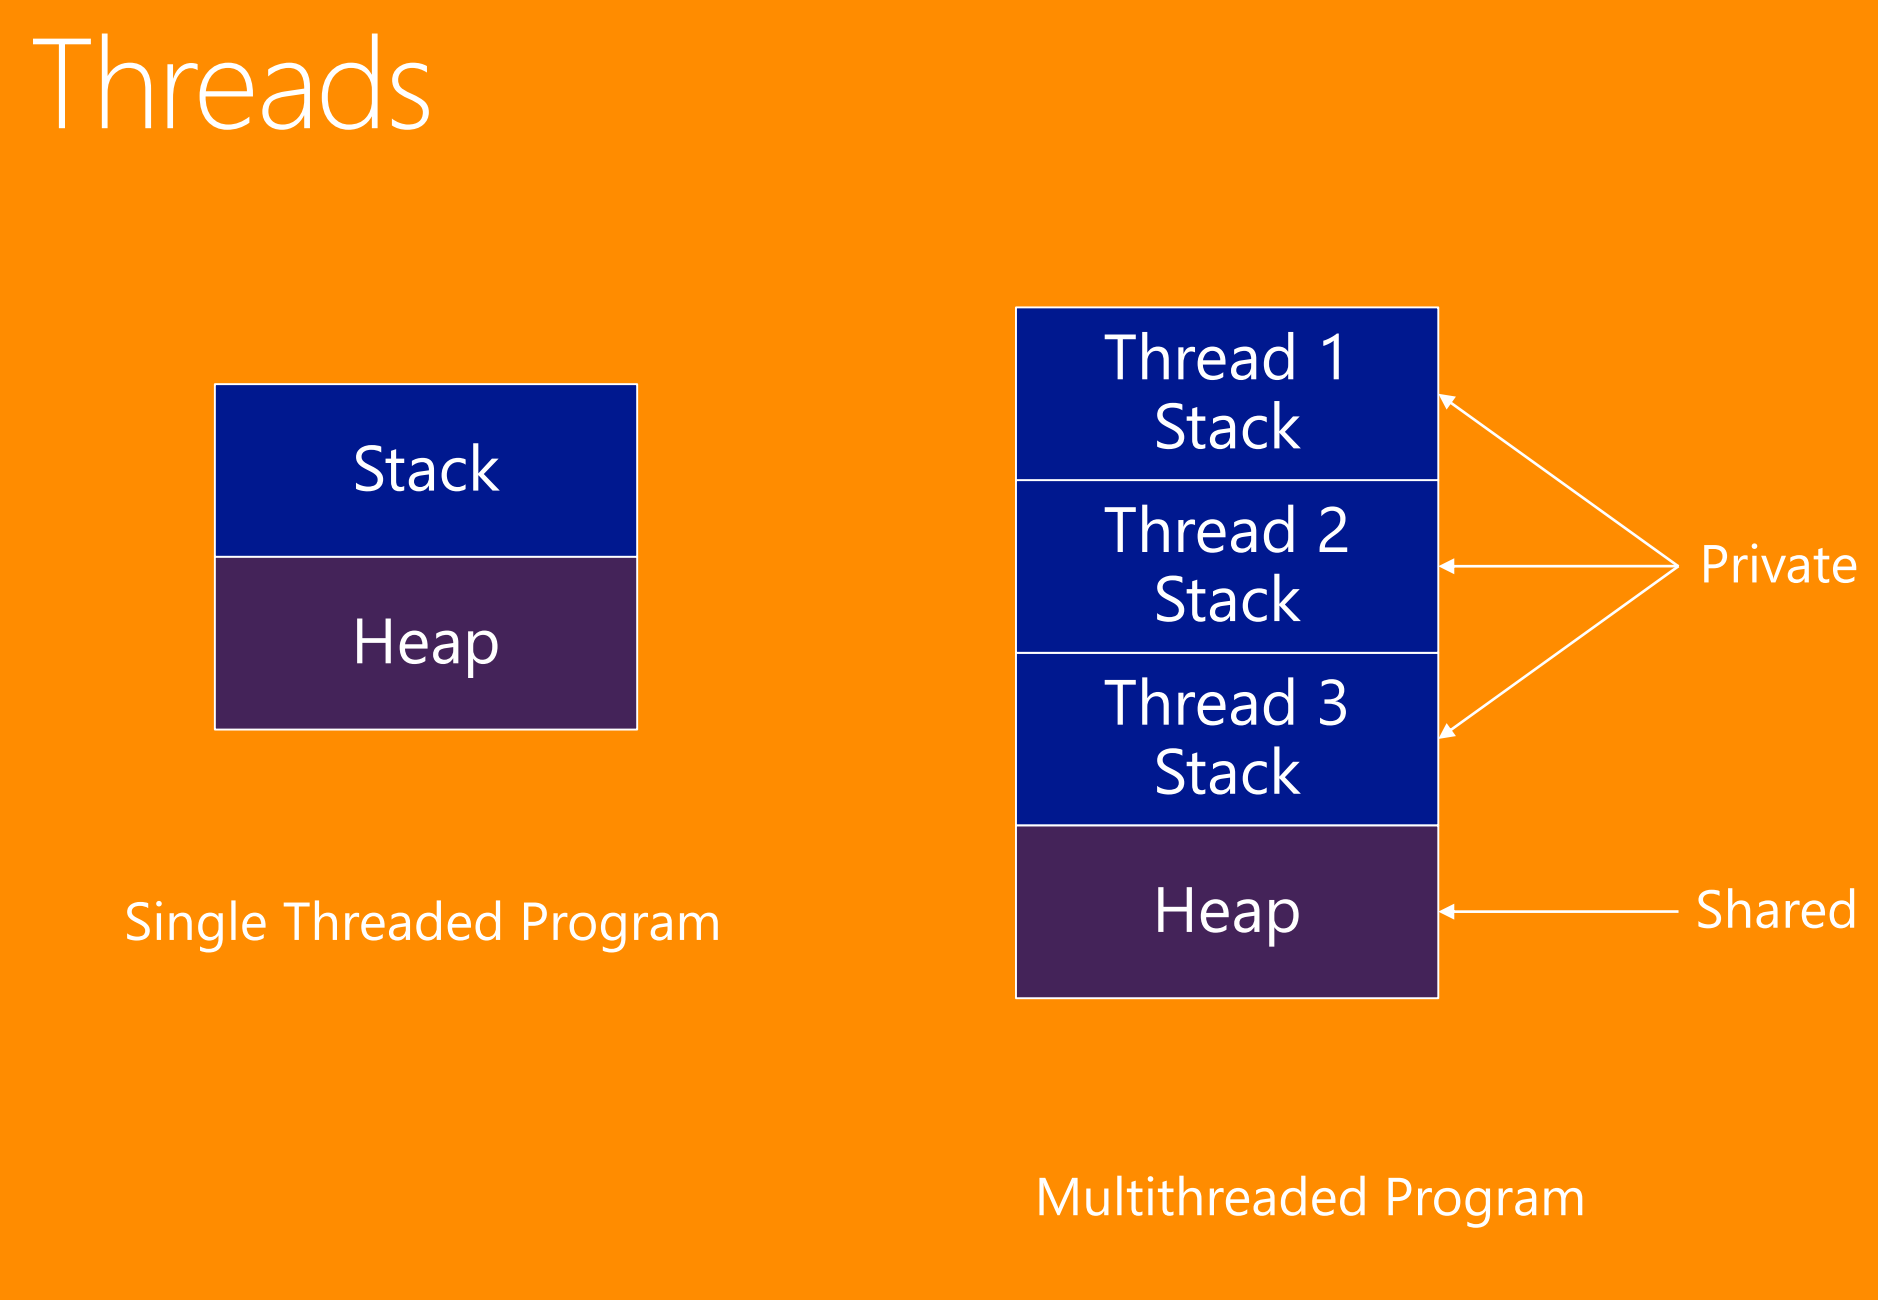 Threads
Stack
Heap
Single Threaded Program
Thread 1
Stack
Thread 2
Stack
Thread 3
Stack
Heap
Private
Shared
Multithreaded Program